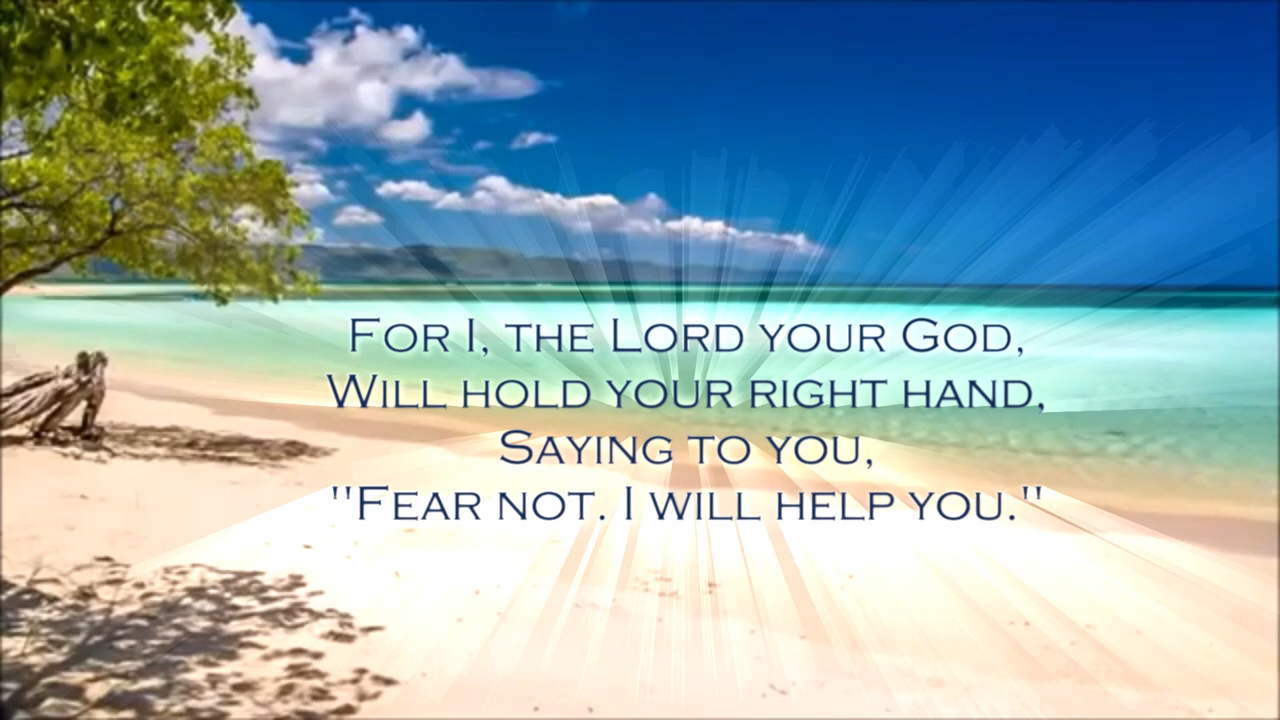 For I, the Lord your God,
Will hold your right hand,
Saying to you,
"Fear not. I will help you."